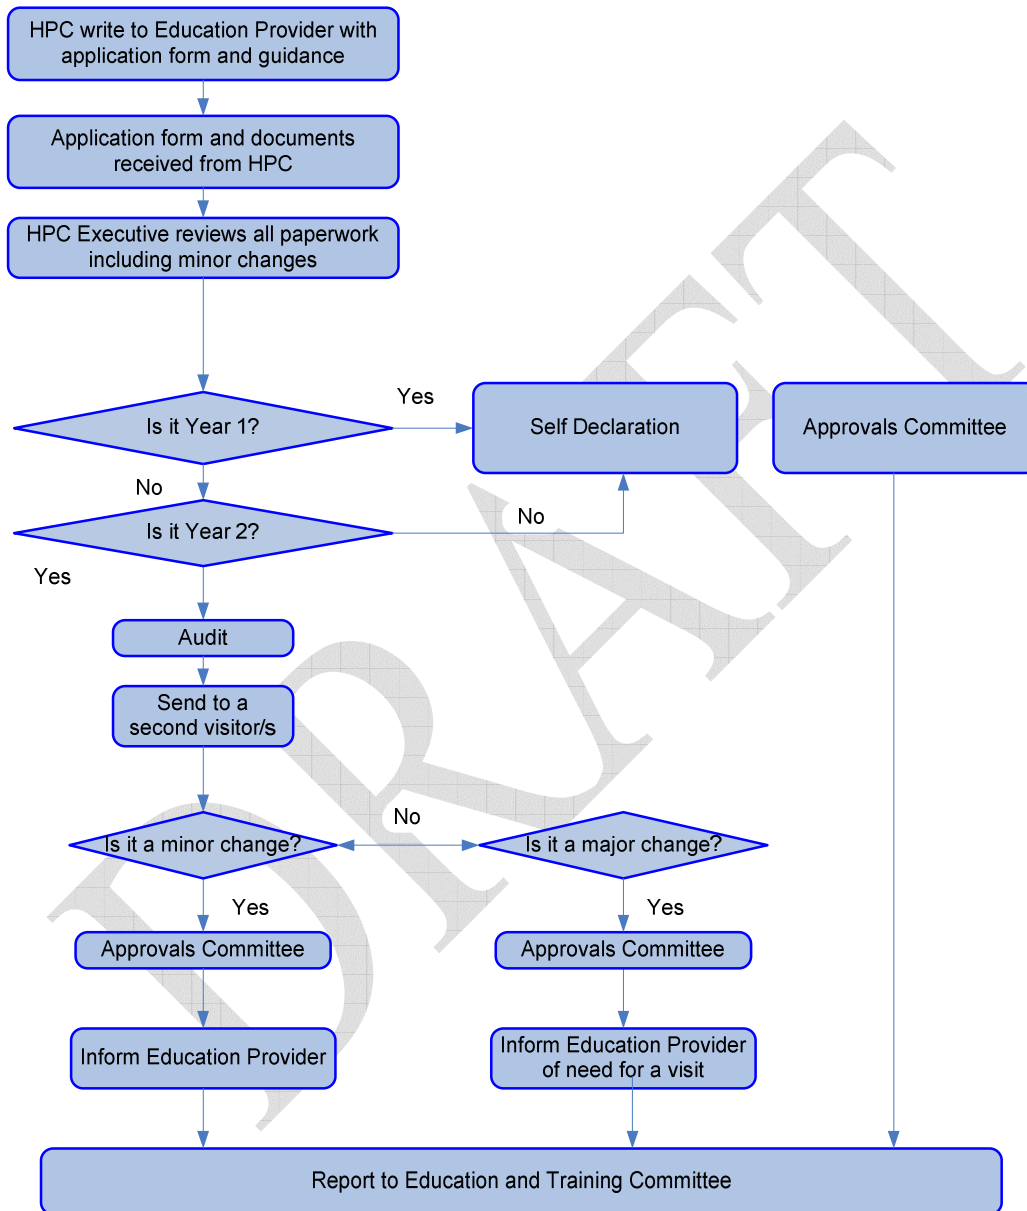 HPC write to Education Provider with
application form and guidance
Application form and documents
received from HPC
HPC Executive reviews all paperwork
including minor changes
Is it Year 1?
Yes
Self Declaration
Approvals Committee
No
Is it Year 2?
No
Yes
Audit
Send to a
second visitor/s
Is it a minor change?
No
Is it a major change?
Yes
Yes
Approvals Committee
Approvals Committee
Inform Education Provider
Inform Education Provider
of need for a visit
Report to Education and Training Committee
DRAFT